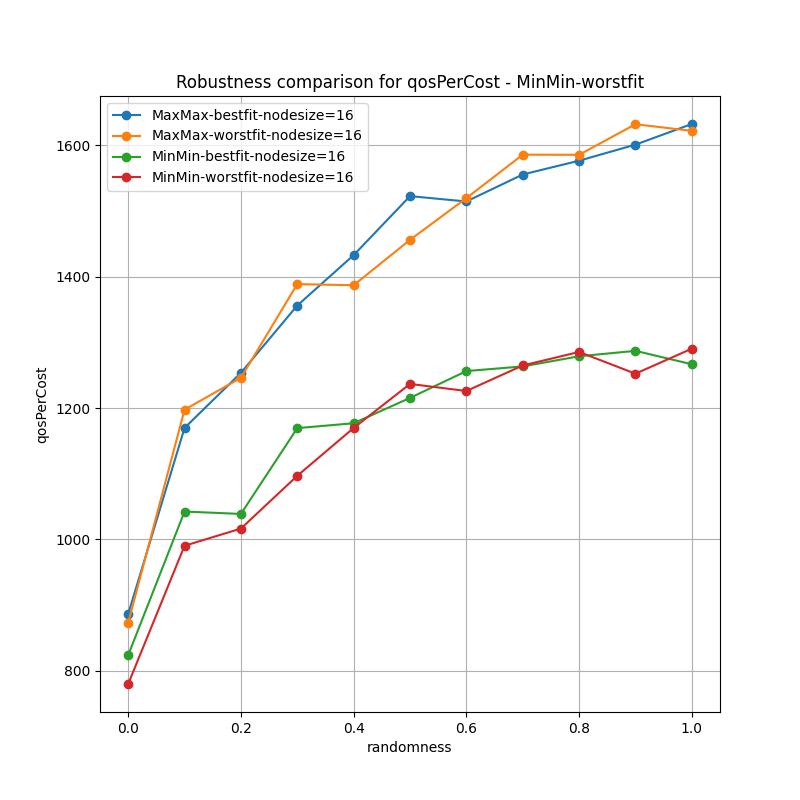 Robustness comparison for qosPerCost - MinMin-worstfit
MaxMax-bestfit-nodesize=16
MaxMax-worstfit-nodesize=16
MinMin-bestfit-nodesize=16
MinMin-worstfit-nodesize=16
1600
1400
1200
1000
800
qosPerCost
0.0 0.2 0.4 0.6 0.8 1.0
randomness